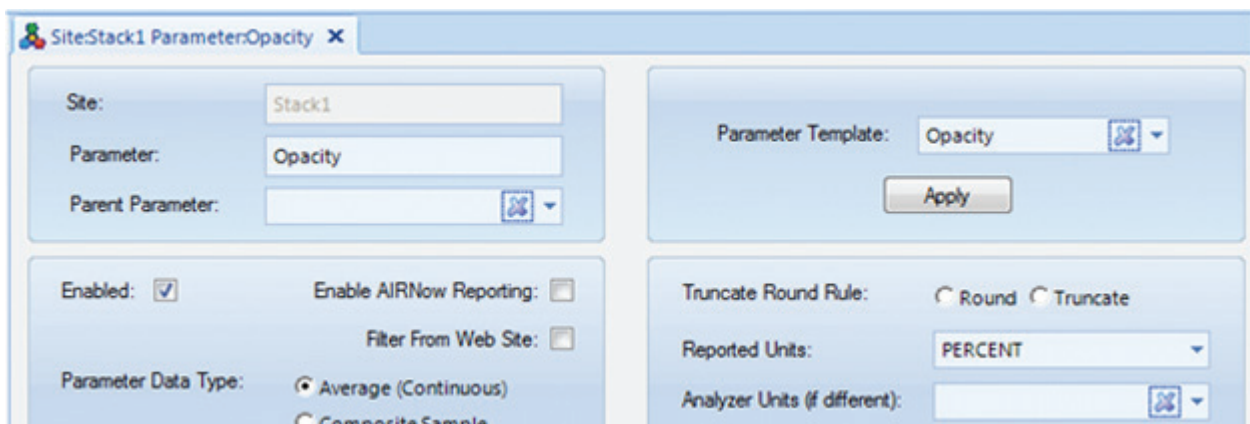 Site:Stack1 Parameter:Opacity
Site: Stack1
Parameter: Opacity
Parent Parameter:
Parameter Template: Opacity
Apply
Enabled: Enable AIRNow Reporting:
Filter From Web Site:
Parameter Data Type: Average (Continuous)
Composite Sample
Truncate Round Rule: Round Truncate
Reported Units: PERCENT
Analyzer Units (if different):